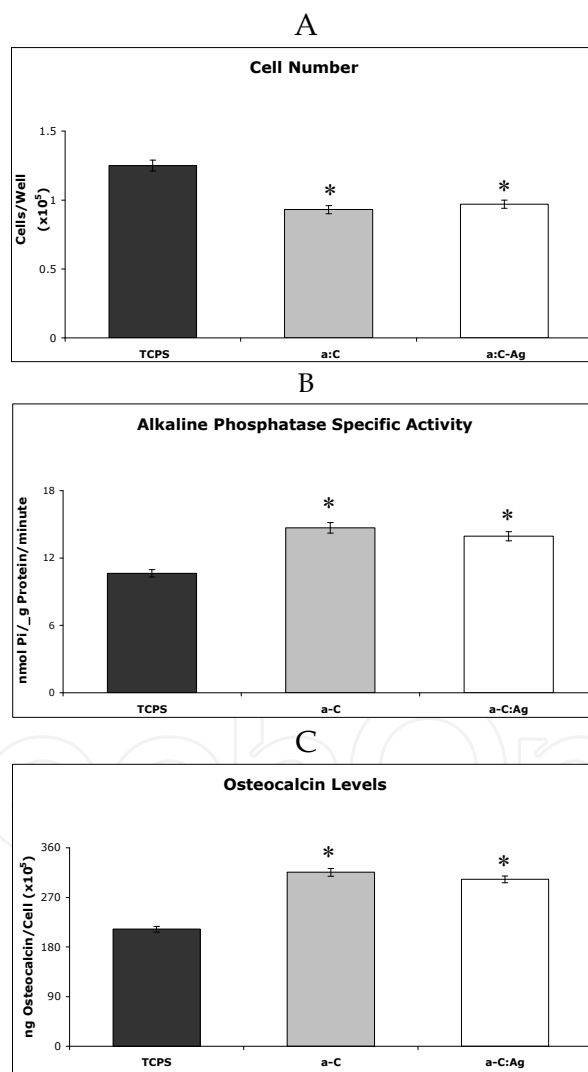 A
Cell Number
Cells/Well
(x10⁵)
1.5
1
0.5
0
*
*
TCPS
a:C
a:C-Ag
B
Alkaline Phosphatase Specific Activity
nmol Pi/_g Protein/minute
18
12
6
0
*
*
TCPS
a-C
a-C:Ag
C
Osteocalcin Levels
ng Osteocalcin/Cell (x10⁵)
360
270
180
90
0
*
*
TCPS
a-C
a-C:Ag